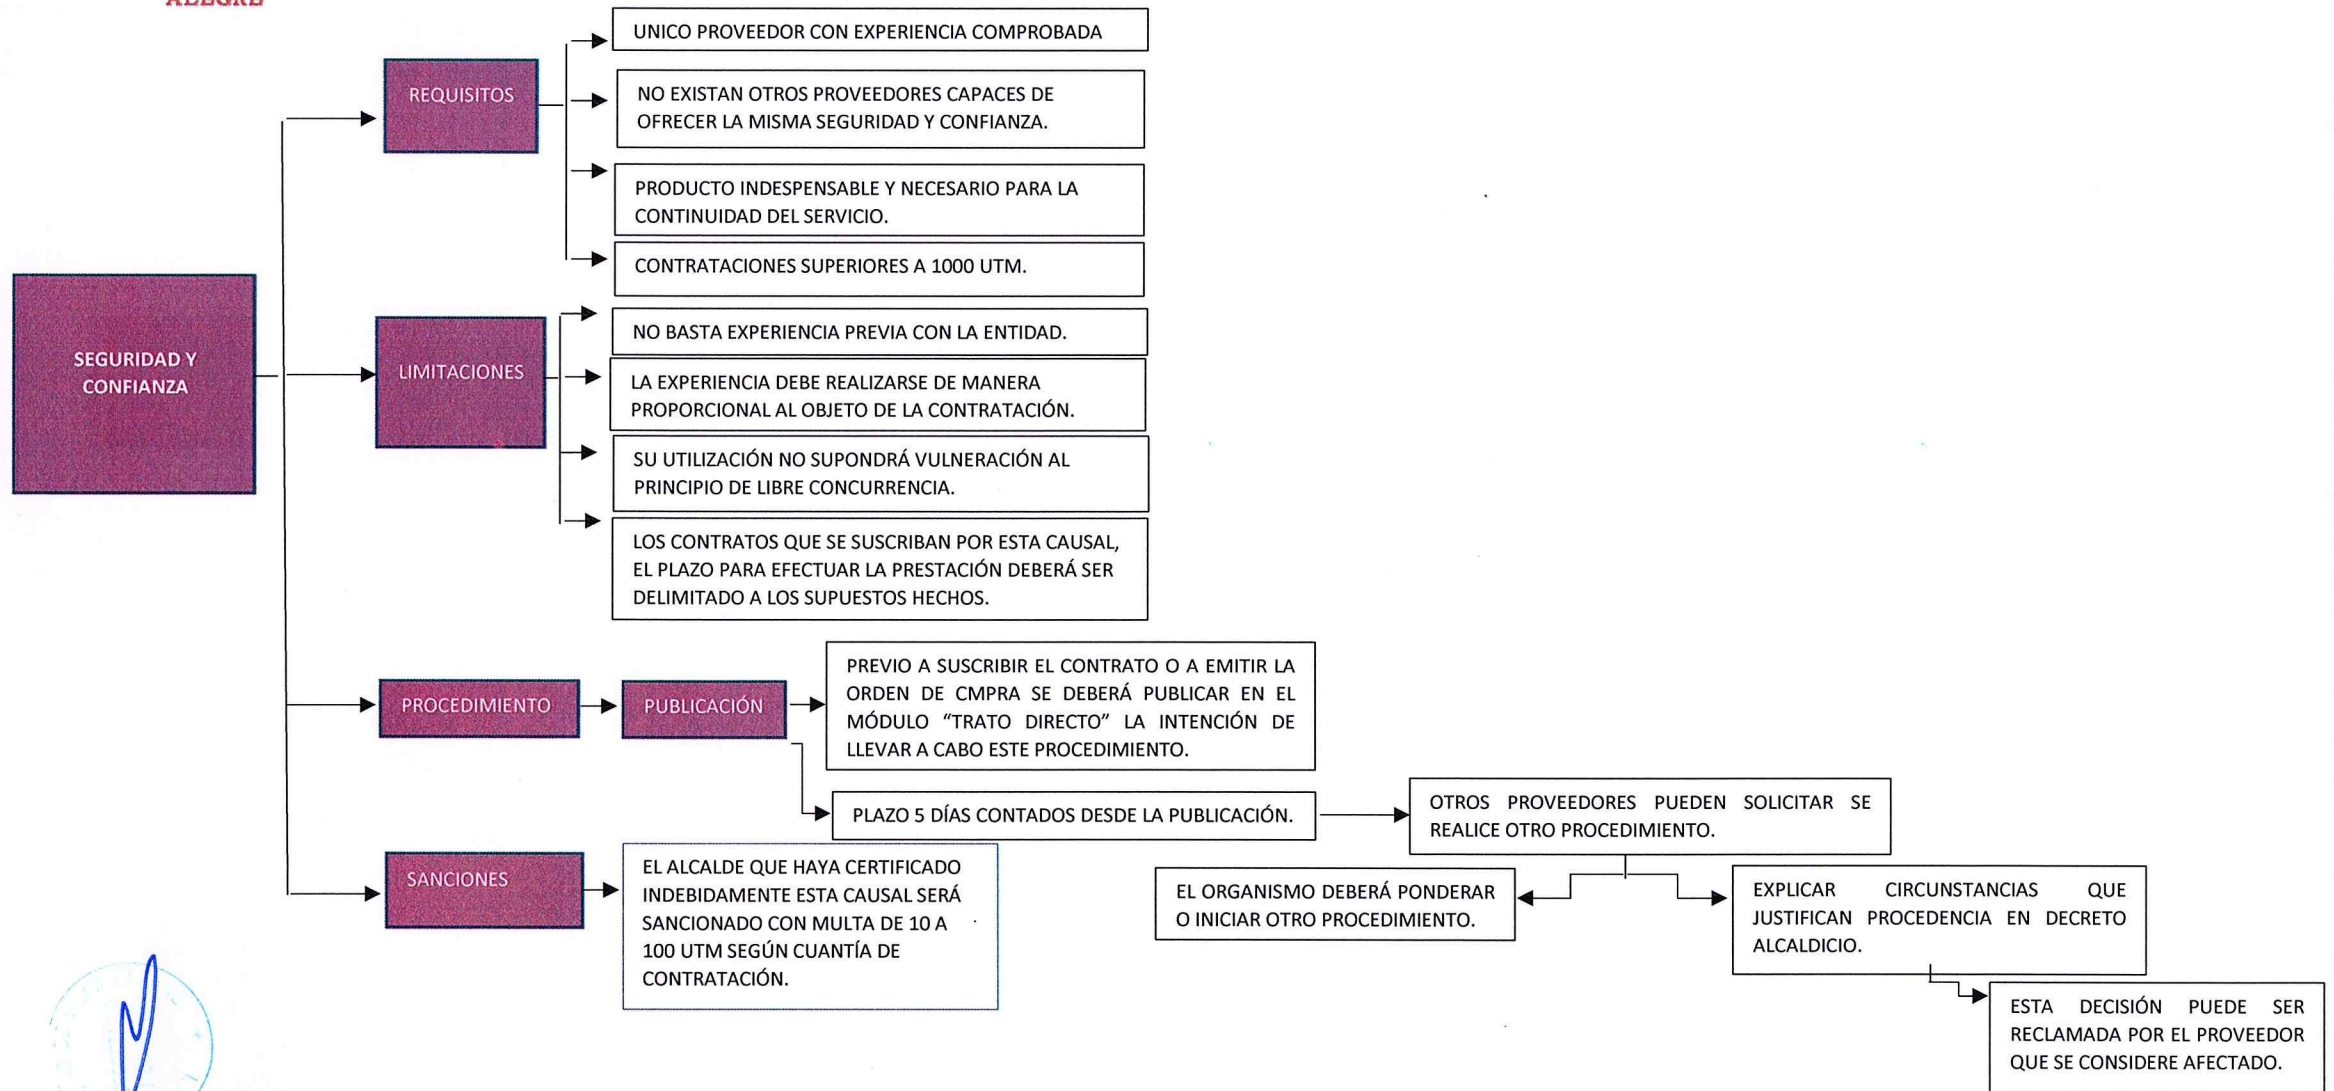 ALEGRE
UNICO PROVEEDOR CON EXPERIENCIA COMPROBADA
REQUISITOS
NO EXISTAN OTROS PROVEEDORES CAPACES DE
OFRECER LA MISMA SEGURIDAD Y CONFIANZA.
PRODUCTO INDESPENSABLE Y NECESARIO PARA LA
CONTINUIDAD DEL SERVICIO.
CONTRATACIONES SUPERIORES A 1000 UTM.
SEGURIDAD Y
CONFIANZA
LIMITACIONES
NO BASTA EXPERIENCIA PREVIA CON LA ENTIDAD.
LA EXPERIENCIA DEBE REALIZARSE DE MANERA
PROPORCIONAL AL OBJETO DE LA CONTRATACIÓN.
SU UTILIZACIÓN NO SUPONDRÁ VULNERACIÓN AL
PRINCIPIO DE LIBRE CONCURRENCIA.
LOS CONTRATOS QUE SE SUSCRIBAN POR ESTA CAUSAL,
EL PLAZO PARA EFECTUAR LA PRESTACIÓN DEBERÁ SER
DELIMITADO A LOS SUPUESTOS HECHOS.
PROCEDIMIENTO
PUBLICACIÓN
PREVIO A SUSCRIBIR EL CONTRATO O A EMITIR LA
ORDEN DE CMPRA SE DEBERÁ PUBLICAR EN EL
MÓDULO “TRATO DIRECTO” LA INTENCIÓN DE
LLEVAR A CABO ESTE PROCEDIMIENTO.
PLAZO 5 DÍAS CONTADOS DESDE LA PUBLICACIÓN.
OTROS PROVEEDORES PUEDEN SOLICITAR SE
REALICE OTRO PROCEDIMIENTO.
EL ORGANISMO DEBERÁ PONDERAR
O INICIAR OTRO PROCEDIMIENTO.
EXPLICAR CIRCUNSTANCIAS QUE
JUSTIFICAN PROCEDENCIA EN DECRETO
ALCALDICIO.
ESTA DECISIÓN PUEDE SER
RECLAMADA POR EL PROVEEDOR
QUE SE CONSIDERE AFECTADO.
SANCIONES
EL ALCALDE QUE HAYA CERTIFICADO
INDEBIDAMENTE ESTA CAUSAL SERÁ
SANCIONADO CON MULTA DE 10 A
100 UTM SEGÚN CUANTÍA DE
CONTRATACIÓN.